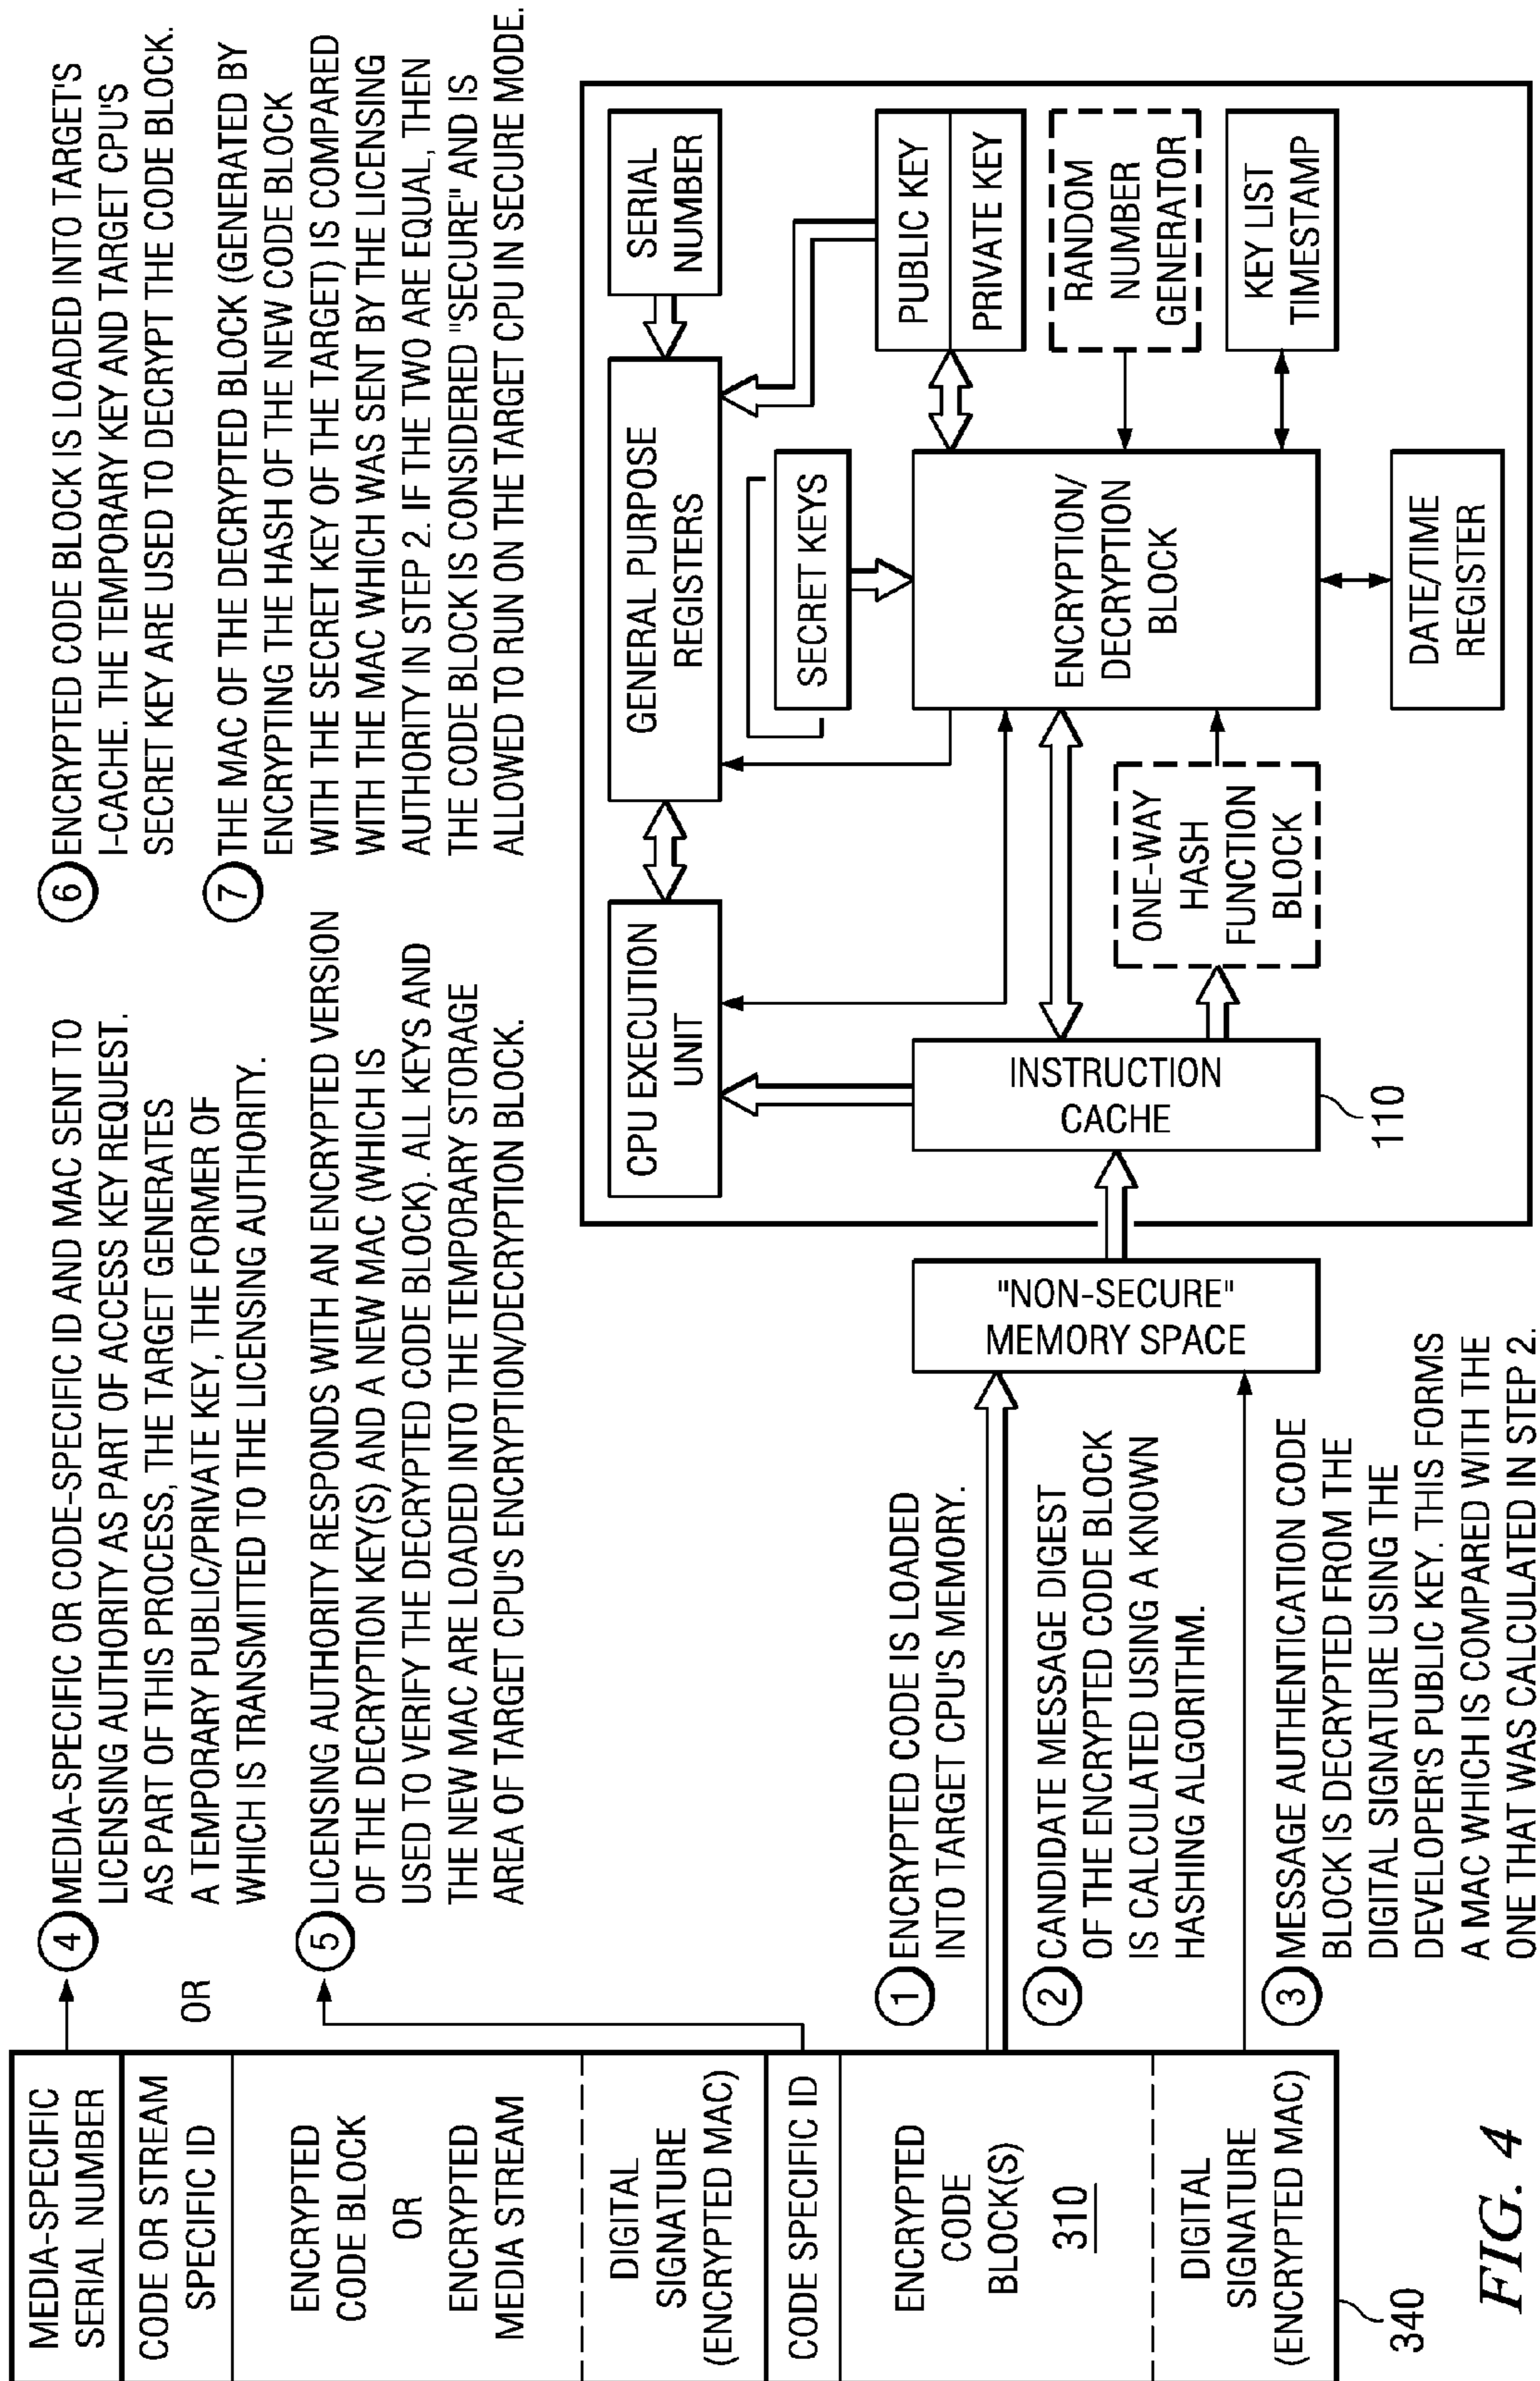 MEDIA-SPECIFIC
SERIAL NUMBER
CODE OR STREAM
SPECIFIC ID
ENCRYPTED
CODE BLOCK
OR
ENCRYPTED
MEDIA STREAM
DIGITAL
SIGNATURE
(ENCRYPTED MAC)
CODE SPECIFIC ID
ENCRYPTED
CODE
BLOCK(S)
310
DIGITAL
SIGNATURE
(ENCRYPTED MAC)
340
OR
4 MEDIA-SPECIFIC OR CODE-SPECIFIC ID AND MAC SENT TO
LICENSING AUTHORITY AS PART OF ACCESS KEY REQUEST.
AS PART OF THIS PROCESS, THE TARGET GENERATES
A TEMPORARY PUBLIC/PRIVATE KEY, THE FORMER OF
WHICH IS TRANSMITTED TO THE LICENSING AUTHORITY.
5 LICENSING AUTHORITY RESPONDS WITH AN ENCRYPTED VERSION
OF THE DECRYPTION KEY(S) AND A NEW MAC (WHICH IS
USED TO VERIFY THE DECRYPTED CODE BLOCK). ALL KEYS AND
THE NEW MAC ARE LOADED INTO THE TEMPORARY STORAGE
AREA OF TARGET CPU'S ENCRYPTION/DECRYPTION BLOCK.
6 ENCRYPTED CODE BLOCK IS LOADED INTO TARGET'S
I-CACHE. THE TEMPORARY KEY AND TARGET CPU'S
SECRET KEY ARE USED TO DECRYPT THE CODE BLOCK.
7 THE MAC OF THE DECRYPTED BLOCK (GENERATED BY
ENCRYPTING THE HASH OF THE NEW CODE BLOCK
WITH THE SECRET KEY OF THE TARGET) IS COMPARED
WITH THE MAC WHICH WAS SENT BY THE LICENSING
AUTHORITY IN STEP 2. IF THE TWO ARE EQUAL, THEN
THE CODE BLOCK IS CONSIDERED "SECURE" AND IS
ALLOWED TO RUN ON THE TARGET CPU IN SECURE MODE.
1 ENCRYPTED CODE IS LOADED
INTO TARGET CPU'S MEMORY.
2 CANDIDATE MESSAGE DIGEST
OF THE ENCRYPTED CODE BLOCK
IS CALCULATED USING A KNOWN
HASHING ALGORITHM.
3 MESSAGE AUTHENTICATION CODE
BLOCK IS DECRYPTED FROM THE
DIGITAL SIGNATURE USING THE
DEVELOPER'S PUBLIC KEY. THIS FORMS
A MAC WHICH IS COMPARED WITH THE
ONE THAT WAS CALCULATED IN STEP 2.
"NON-SECURE"
MEMORY SPACE
CPU EXECUTION
UNIT
GENERAL PURPOSE
REGISTERS
SERIAL
NUMBER
SECRET KEYS
PUBLIC KEY
PRIVATE KEY
INSTRUCTION
CACHE
110
ONE-WAY
HASH
FUNCTION
BLOCK
ENCRYPTION/
DECRYPTION
BLOCK
RANDOM
NUMBER
GENERATOR
KEY LIST
TIMESTAMP
DATE/TIME
REGISTER
FIG. 4